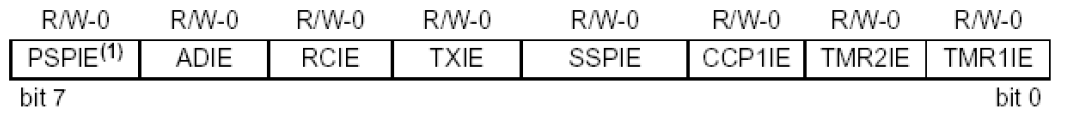 R/W-0 R/W-0 R/W-0 R/W-0 R/W-0 R/W-0 R/W-0 R/W-0
PSPIE(1) ADIE RCIE TXIE SSPIE CCP1IE TMR2IE TMR1IE
bit 7 bit 0